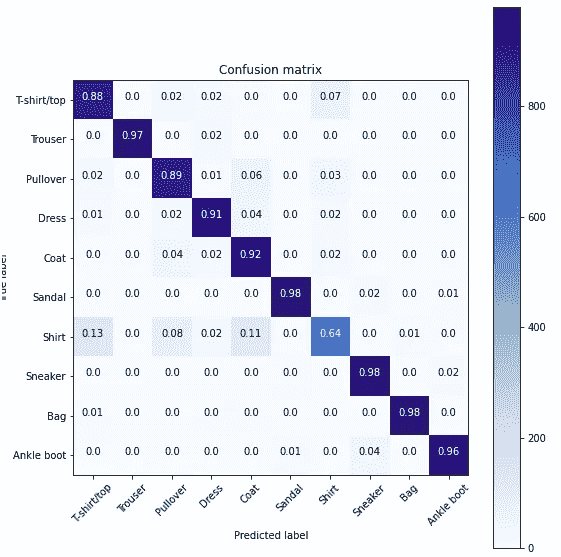 Confusion matrix
T-shirt/top 0.88 0.0 0.02 0.02 0.0 0.0 0.07 0.0 0.0 0.0
Trouser 0.0 0.97 0.0 0.02 0.0 0.0 0.0 0.0 0.0 0.0
Pullover 0.02 0.0 0.89 0.01 0.06 0.0 0.03 0.0 0.0 0.0
Dress 0.01 0.0 0.02 0.91 0.04 0.0 0.02 0.0 0.0 0.0
Coat 0.0 0.0 0.04 0.02 0.92 0.0 0.02 0.0 0.0 0.0
Sandal 0.0 0.0 0.0 0.0 0.0 0.98 0.0 0.02 0.0 0.01
Shirt 0.13 0.0 0.08 0.02 0.11 0.0 0.64 0.0 0.01 0.0
Sneaker 0.0 0.0 0.0 0.0 0.0 0.0 0.0 0.98 0.0 0.02
Bag 0.01 0.0 0.0 0.0 0.0 0.0 0.0 0.0 0.98 0.0
Ankle boot 0.0 0.0 0.0 0.0 0.0 0.01 0.0 0.04 0.0 0.96
T-shirt/top Trouser Pullover Dress Coat Sandal Shirt Sneaker Bag Ankle boot
Predicted label
800
600
400
200
0